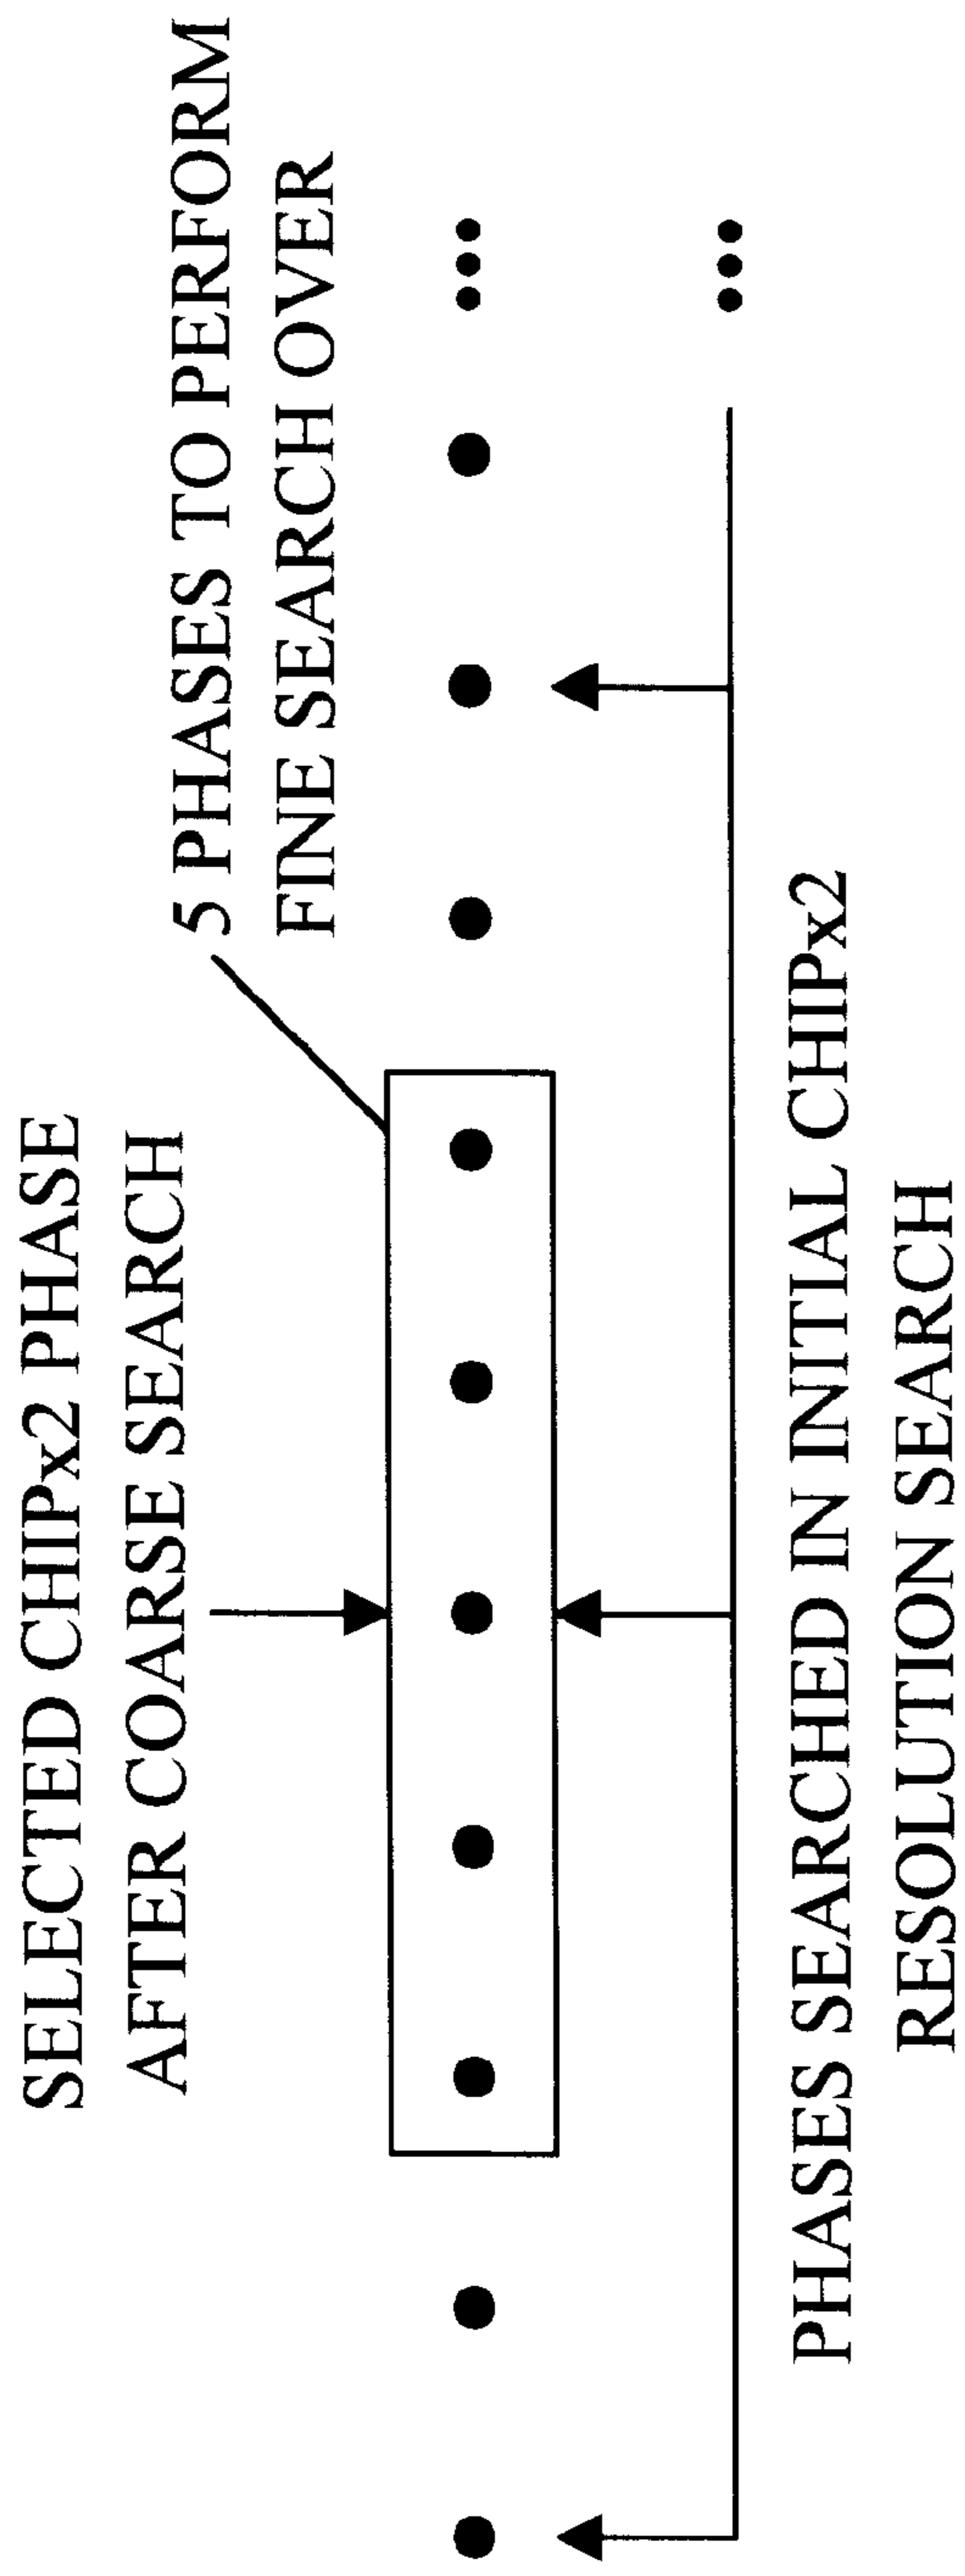 SELECTED CHIPx2 PHASE
AFTER COARSE SEARCH
5 PHASES TO PERFORM
FINE SEARCH OVER
PHASES SEARCHED IN INITIAL CHIPx2
RESOLUTION SEARCH